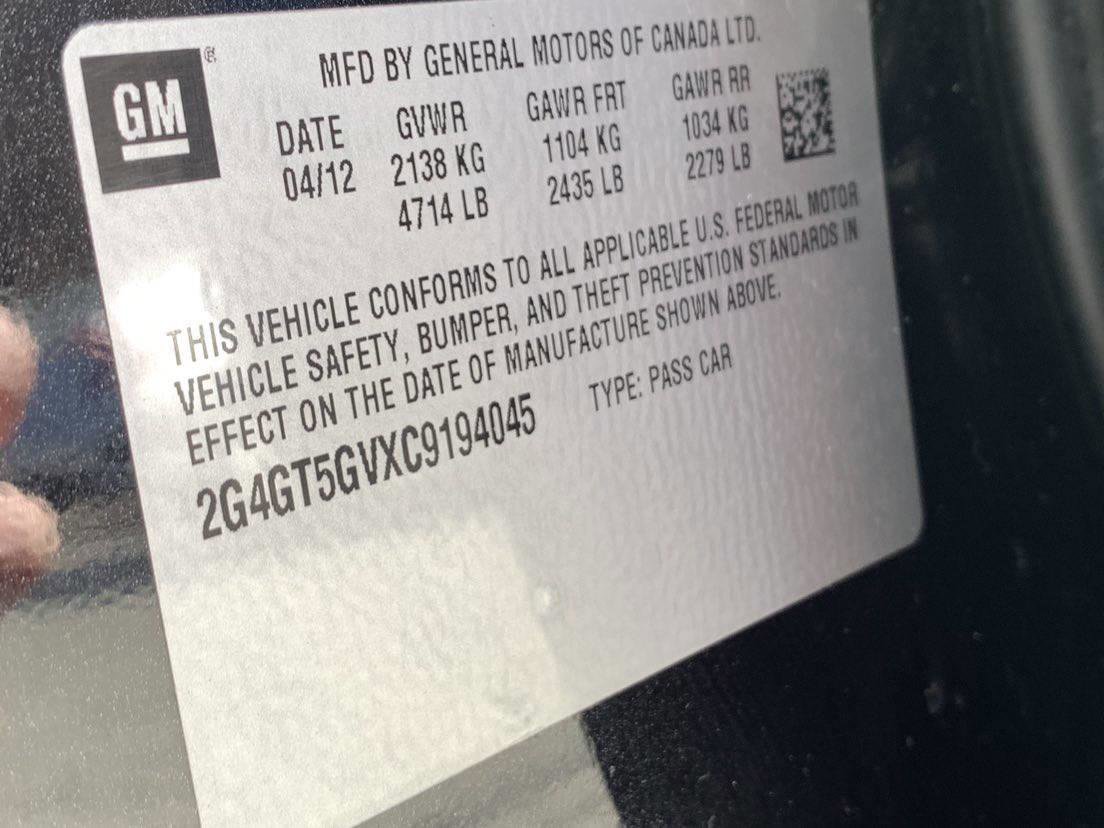 GM ®
MFD BY GENERAL MOTORS OF CANADA LTD.
DATE GVWR GAWR FRT GAWR RR
04/12 2138 KG 1104 KG 1034 KG
4714 LB 2435 LB 2279 LB
THIS VEHICLE CONFORMS TO ALL APPLICABLE U.S. FEDERAL MOTOR
VEHICLE SAFETY, BUMPER, AND THEFT PREVENTION STANDARDS IN
EFFECT ON THE DATE OF MANUFACTURE SHOWN ABOVE.
2G4GT5GVXC9194045 TYPE: PASS CAR